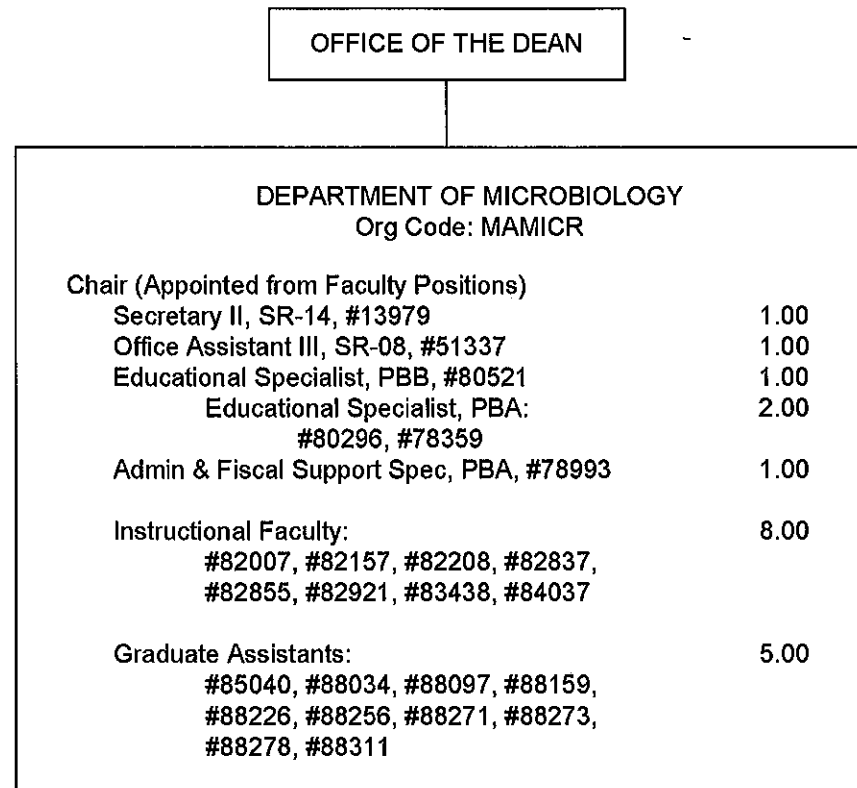 OFFICE OF THE DEAN
DEPARTMENT OF MICROBIOLOGY
Org Code: MAMICR
Chair (Appointed from Faculty Positions)
Secretary II, SR-14, #13979 1.00
Office Assistant III, SR-08, #51337 1.00
Educational Specialist, PBB, #80521 1.00
Educational Specialist, PBA: 2.00
#80296, #78359
Admin & Fiscal Support Spec, PBA, #78993 1.00
Instructional Faculty: 8.00
#82007, #82157, #82208, #82837,
#82855, #82921, #83438, #84037
Graduate Assistants: 5.00
#85040, #88034, #88097, #88159,
#88226, #88256, #88271, #88273,
#88278, #88311